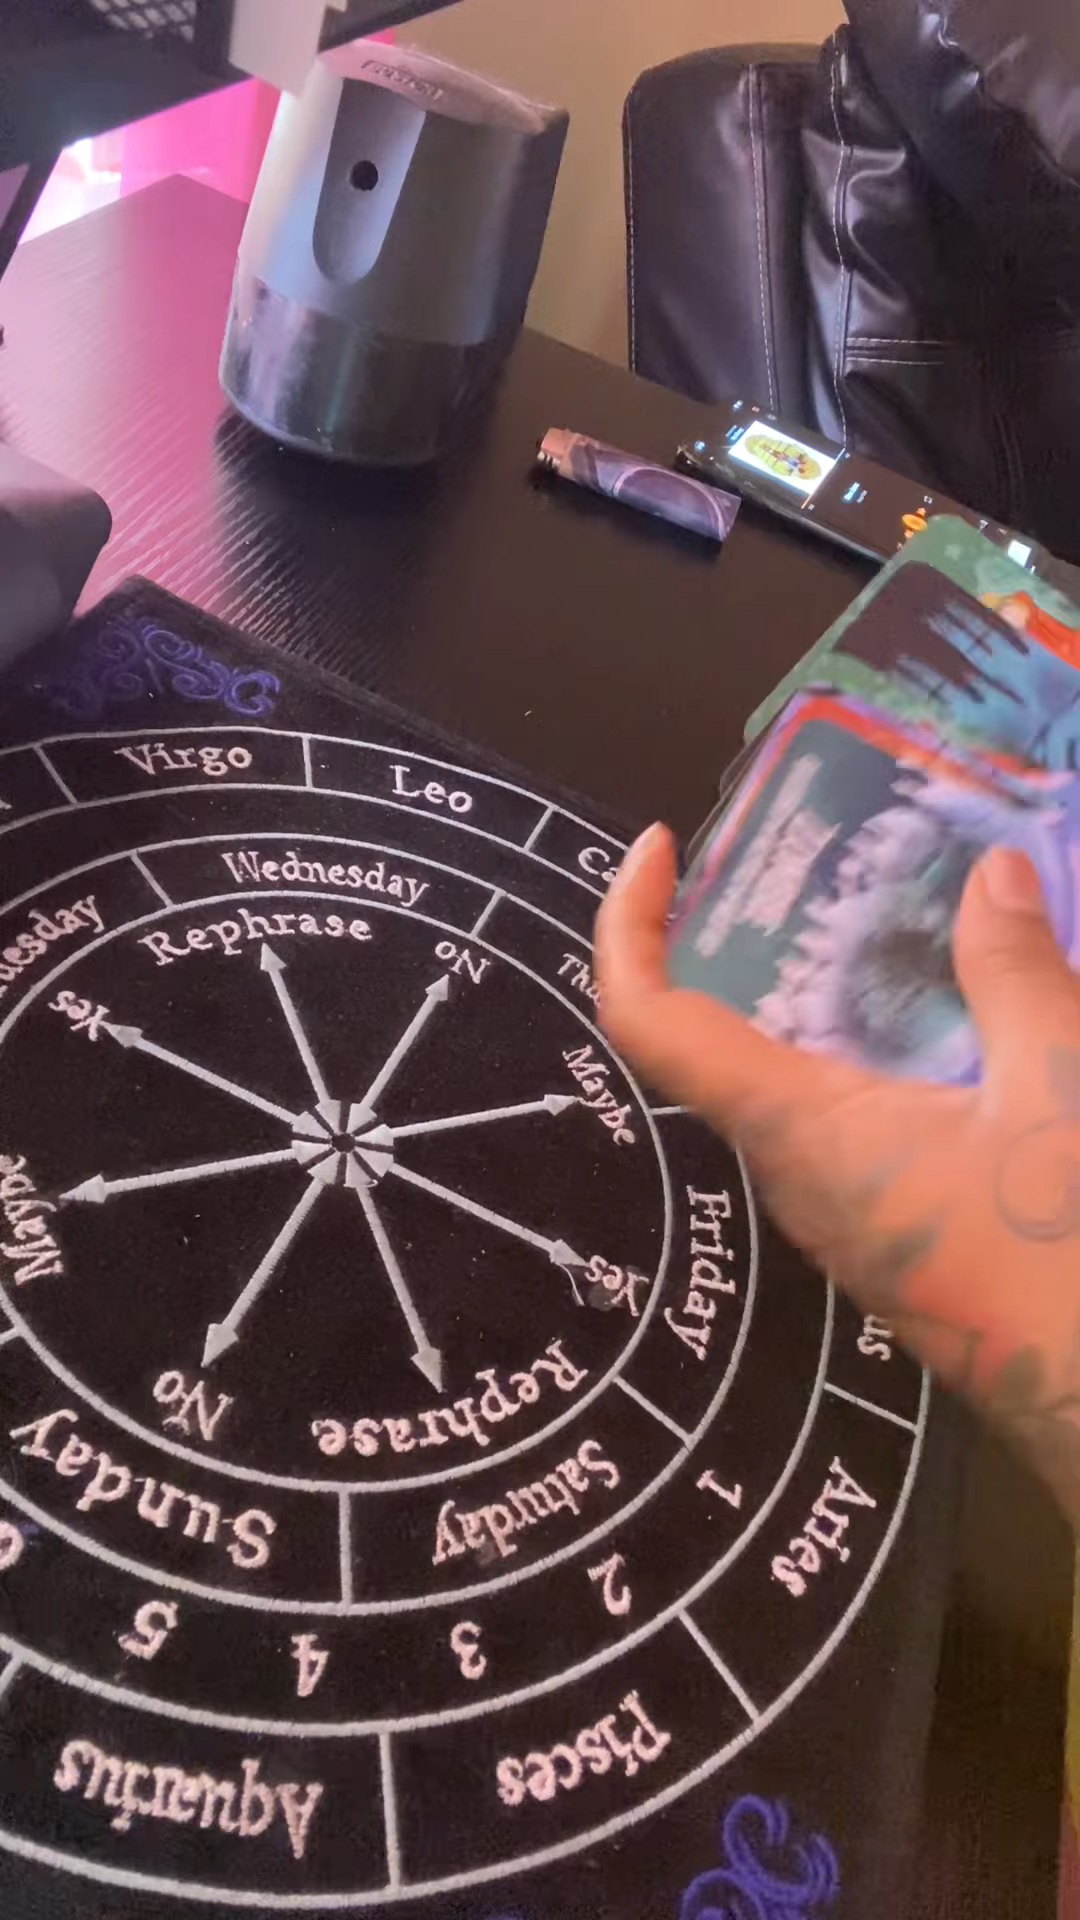 Virgo
Leo
Wednesday
Rephrase
No
Yes
Maybe
Maybe
Yes
Friday
No
Rephrase
Sunday
Saturday
1
2
3
4
5
Aries
Pisces
Aquarius